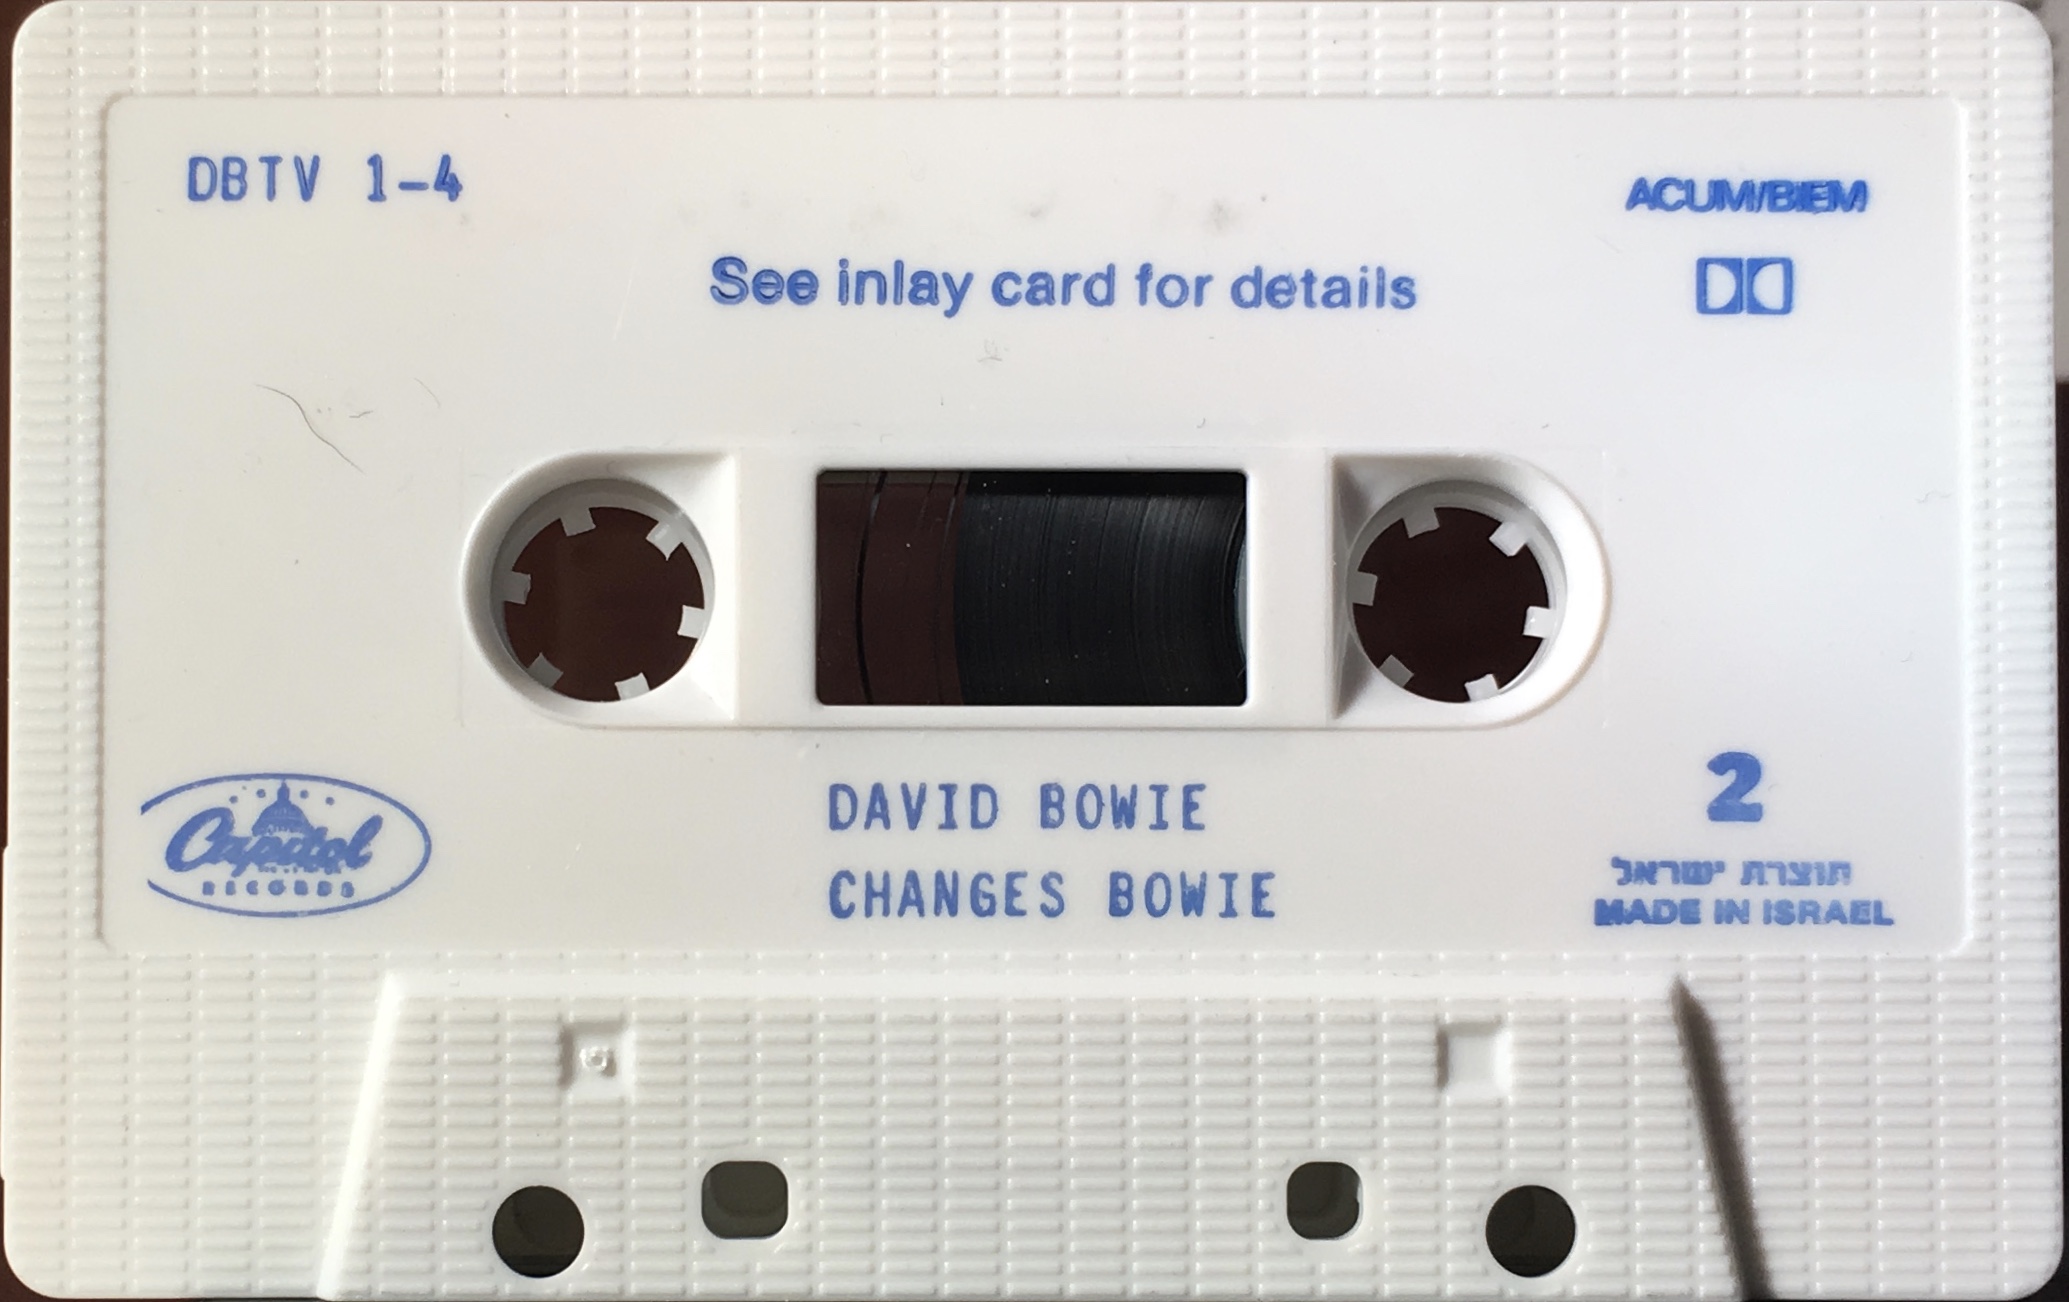 DBTV 1-4
ACUM/BIEM
See inlay card for details
Capitol
RECORDS
DAVID BOWIE
CHANGES BOWIE
2
תוצרת ישראל
MADE IN ISRAEL